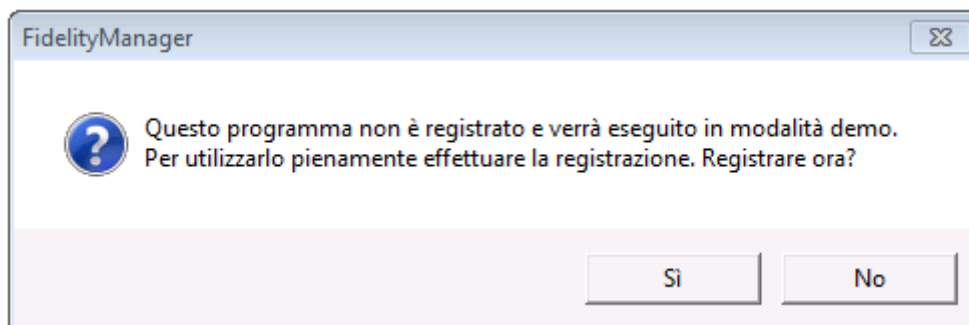 FidelityManager
Questo programma non è registrato e verrà eseguito in modalità demo.
Per utilizzarlo pienamente effettuare la registrazione. Registrare ora?
Sì
No